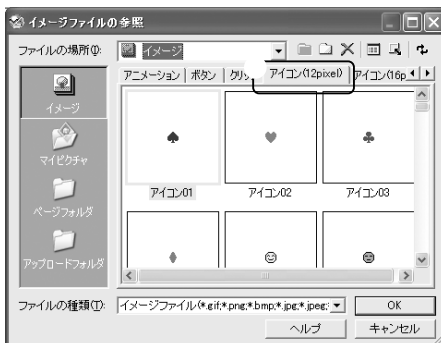 イメージファイルの参照
ファイルの場所(I):
イメージ
アニメーション
ボタン
アイコン(12pixel)
アイコン(16p
イメージ
マイピクチャ
ページフォルダ
アップロードフォルダ
アイコン01
アイコン02
アイコン03
ファイルの種類(T):
イメージファイル(*.gif;*.png;*.bmp;*.jpg;*.jpeg;
OK
ヘルプ
キャンセル